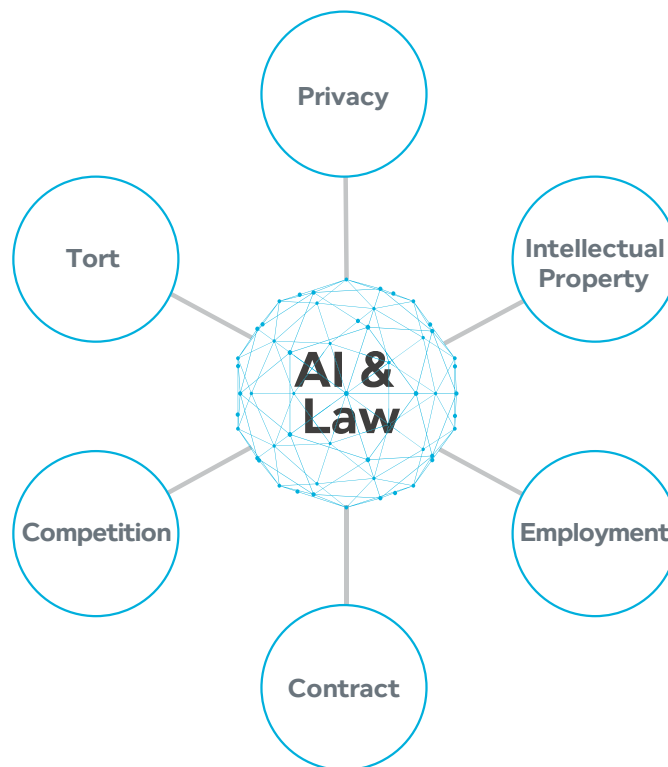 Privacy
Tort
Intellectual
Property
AI &
Law
Competition
Employment
Contract